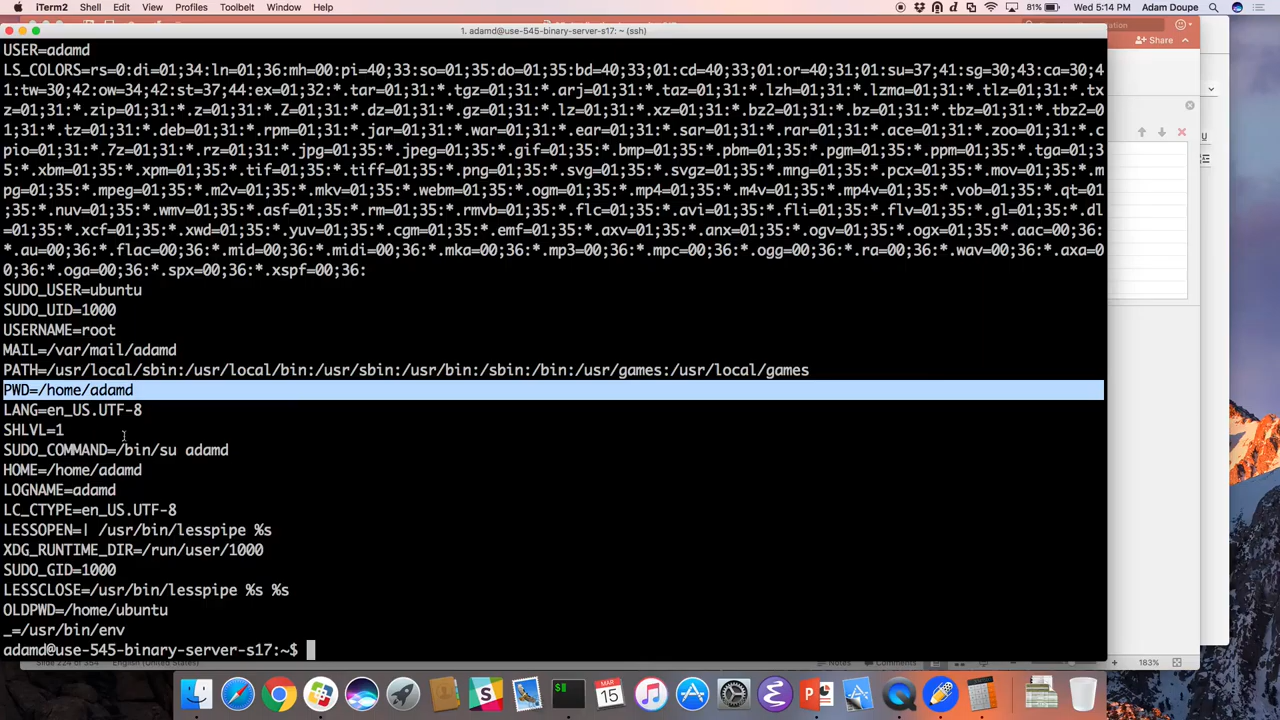 iTerm2 Shell Edit View Profiles Toolbelt Window Help 81% Wed 5:14 PM Adam Doupe
1. adamd@use-545-binary-server-s17: ~ (ssh)
Share
USER=adamd
LS_COLORS=rs=0:di=01;34:ln=01;36:mh=00:pi=40;33:so=01;35:do=01;35:bd=40;33;01:cd=40;33;01:or=40;31;01:su=37;41:sg=30;43:ca=30;4
1:tw=30;42:ow=34;42:st=37;44:ex=01;32:*.tar=01;31:*.tgz=01;31:*.arj=01;31:*.taz=01;31:*.lzh=01;31:*.lzma=01;31:*.tlz=01;31:*.tx
z=01;31:*.zip=01;31:*.z=01;31:*.Z=01;31:*.dz=01;31:*.gz=01;31:*.lz=01;31:*.xz=01;31:*.bz2=01;31:*.bz=01;31:*.tbz=01;31:*.tbz2=0
1;31:*.tz=01;31:*.deb=01;31:*.rpm=01;31:*.jar=01;31:*.war=01;31:*.ear=01;31:*.sar=01;31:*.rar=01;31:*.ace=01;31:*.zoo=01;31:*.c
pio=01;31:*.7z=01;31:*.rz=01;31:*.jpg=01;35:*.jpeg=01;35:*.gif=01;35:*.bmp=01;35:*.pbm=01;35:*.pgm=01;35:*.ppm=01;35:*.tga=01;3
5:*.xbm=01;35:*.xpm=01;35:*.tif=01;35:*.tiff=01;35:*.png=01;35:*.svg=01;35:*.svgz=01;35:*.mng=01;35:*.pcx=01;35:*.mov=01;35:*.m
pg=01;35:*.mpeg=01;35:*.m2v=01;35:*.mkv=01;35:*.webm=01;35:*.ogm=01;35:*.mp4=01;35:*.m4v=01;35:*.mp4v=01;35:*.vob=01;35:*.qt=01
;35:*.nuv=01;35:*.wmv=01;35:*.asf=01;35:*.rm=01;35:*.rmvb=01;35:*.flc=01;35:*.avi=01;35:*.fli=01;35:*.flv=01;35:*.gl=01;35:*.dl
=01;35:*.xcf=01;35:*.xwd=01;35:*.yuv=01;35:*.cgm=01;35:*.emf=01;35:*.axv=01;35:*.anx=01;35:*.ogv=01;35:*.ogx=01;35:*.aac=00;36:
*.au=00;36:*.flac=00;36:*.mid=00;36:*.midi=00;36:*.mka=00;36:*.mp3=00;36:*.mpc=00;36:*.ogg=00;36:*.ra=00;36:*.wav=00;36:*.axa=0
0;36:*.oga=00;36:*.spx=00;36:*.xspf=00;36:
SUDO_USER=ubuntu
SUDO_UID=1000
USERNAME=root
MAIL=/var/mail/adamd
PATH=/usr/local/sbin:/usr/local/bin:/usr/sbin:/usr/bin:/sbin:/bin:/usr/games:/usr/local/games
PWD=/home/adamd
LANG=en_US.UTF-8
SHLVL=1
SUDO_COMMAND=/bin/su adamd
HOME=/home/adamd
LOGNAME=adamd
LC_CTYPE=en_US.UTF-8
LESSOPEN=| /usr/bin/lesspipe %s
XDG_RUNTIME_DIR=/run/user/1000
SUDO_GID=1000
LESSCLOSE=/usr/bin/lesspipe %s %s
OLDPWD=/home/ubuntu
_=/usr/bin/env
adamd@use-545-binary-server-s17:~$
Slide 224 of 354 English (United States) Notes Comments 183%
MAR
15